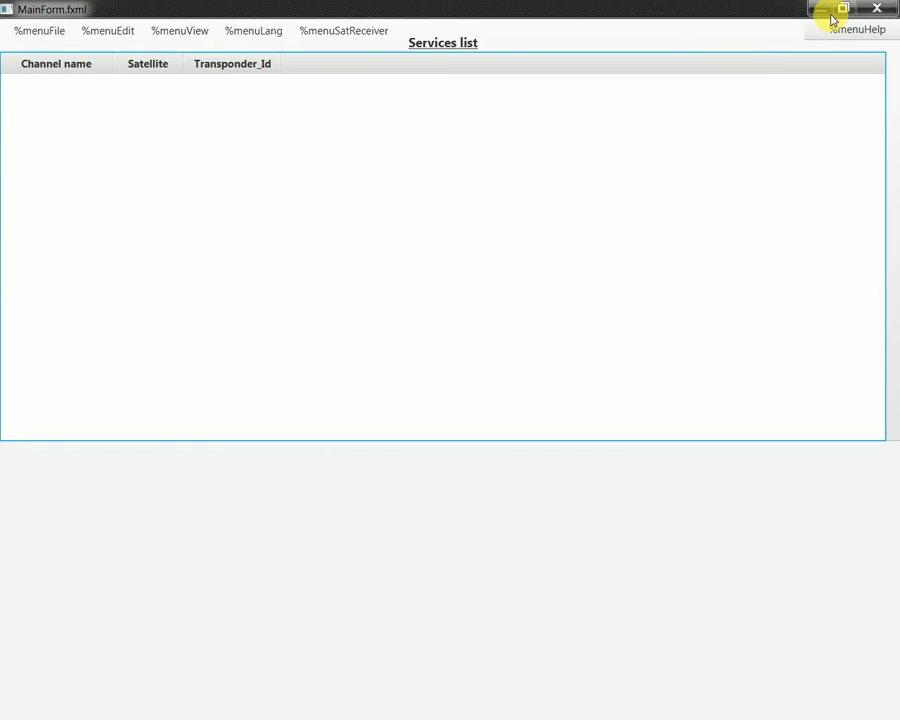 MainForm.fxml
%menuFile %menuEdit %menuView %menuLang %menuSatReceiver %menuHelp
Services list
Channel name Satellite Transponder_Id